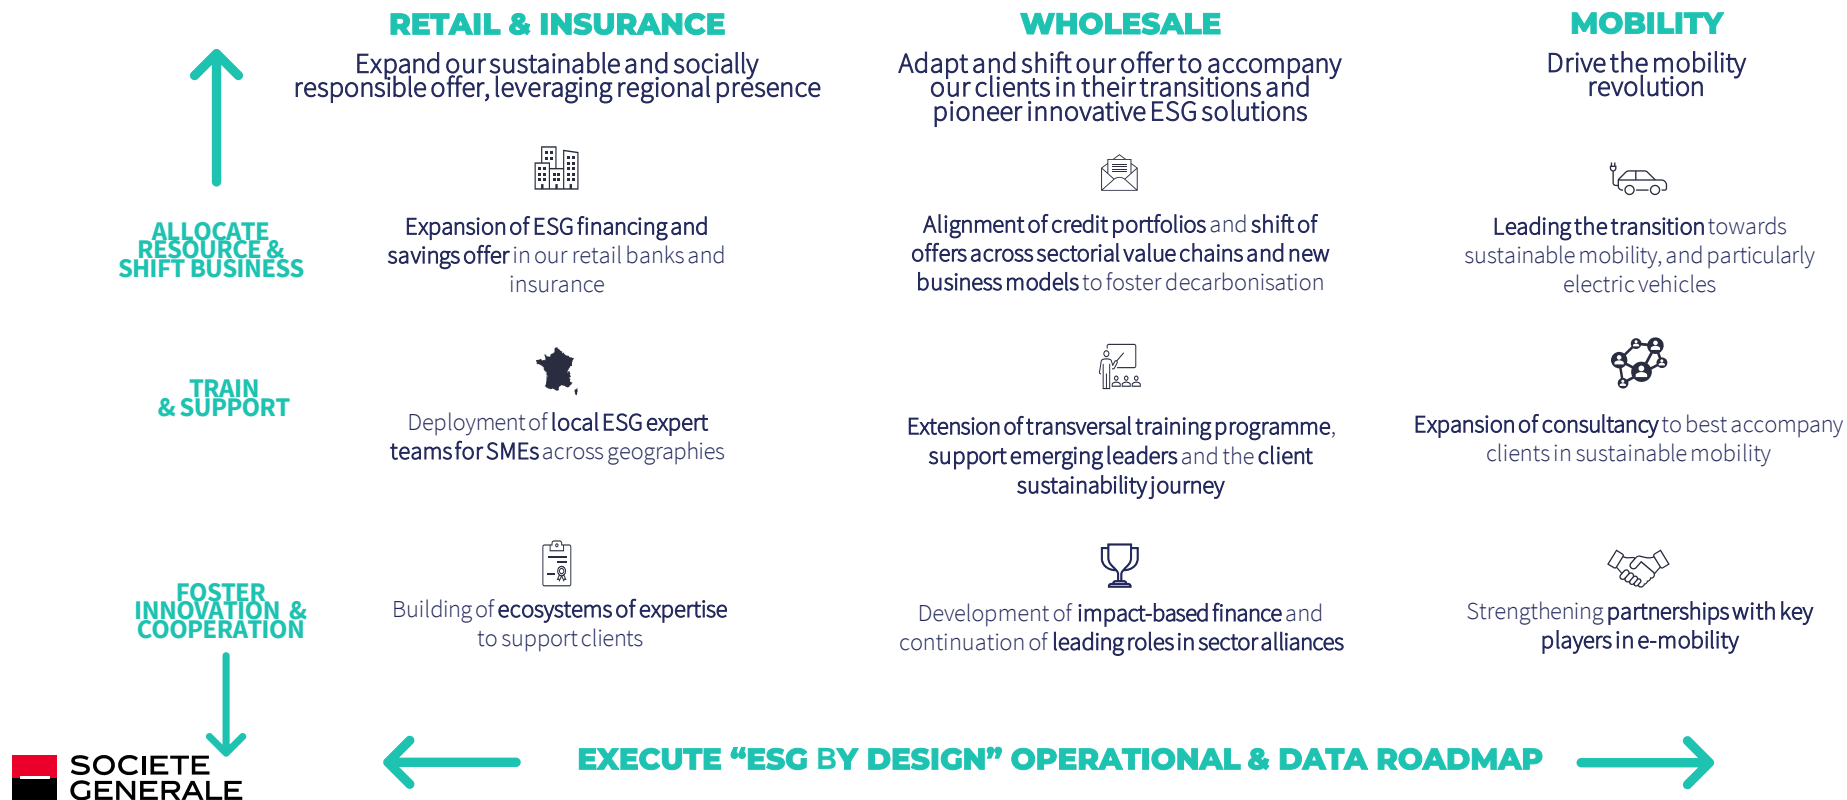 RETAIL & INSURANCE
Expand our sustainable and socially
responsible offer, leveraging regional presence
WHOLESALE
Adapt and shift our offer to accompany
our clients in their transitions and
pioneer innovative ESG solutions
MOBILITY
Drive the mobility
revolution
ALLOCATE
RESOURCE &
SHIFT BUSINESS
Expansion of ESG financing and
savings offer in our retail banks and
insurance
Alignment of credit portfolios and shift of
offers across sectorial value chains and new
business models to foster decarbonisation
Leading the transition towards
sustainable mobility, and particularly
electric vehicles
TRAIN
& SUPPORT
Deployment of local ESG expert
teams for SMEs across geographies
Extension of transversal training programme,
support emerging leaders and the client
sustainability journey
Expansion of consultancy to best accompany
clients in sustainable mobility
FOSTER
INNOVATION &
COOPERATION
Building of ecosystems of expertise
to support clients
Development of impact-based finance and
continuation of leading roles in sector alliances
Strengthening partnerships with key
players in e-mobility
EXECUTE “ESG BY DESIGN” OPERATIONAL & DATA ROADMAP
SOCIETE
GENERALE